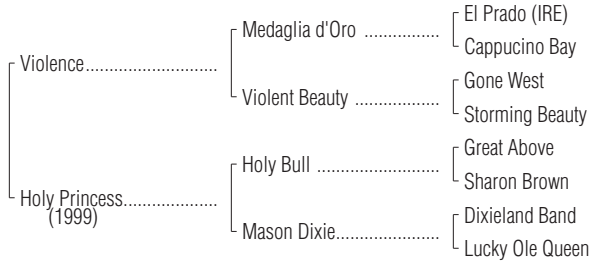 El Prado (IRE)
Medaglia d'Oro ..................
Cappucino Bay
Violence...............................
Gone West
Violent Beauty ....................
Storming Beauty
Great Above
Holy Bull .............................
Sharon Brown
Holy Princess......................
(1999)
Dixieland Band
Mason Dixie........................
Lucky Ole Queen